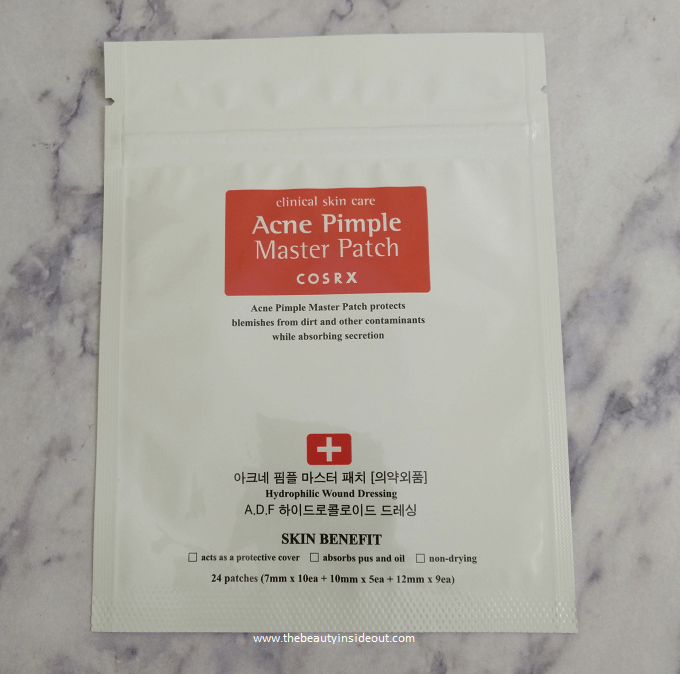 clinical skin care
Acne Pimple
Master Patch
COSRX
Acne Pimple Master Patch protects
blemishes from dirt and other contaminants
while absorbing secretion
아크네 핌플 마스터 패치 [의약외품]
Hydrophilic Wound Dressing
A.D.F 하이드로콜로이드 드레싱
SKIN BENEFIT
acts as a protective cover absorbs pus and oil non-drying
24 patches (7mm x 10ea + 10mm x 5ea + 12mm x 9ea)
www.thebeautyinsideout.com